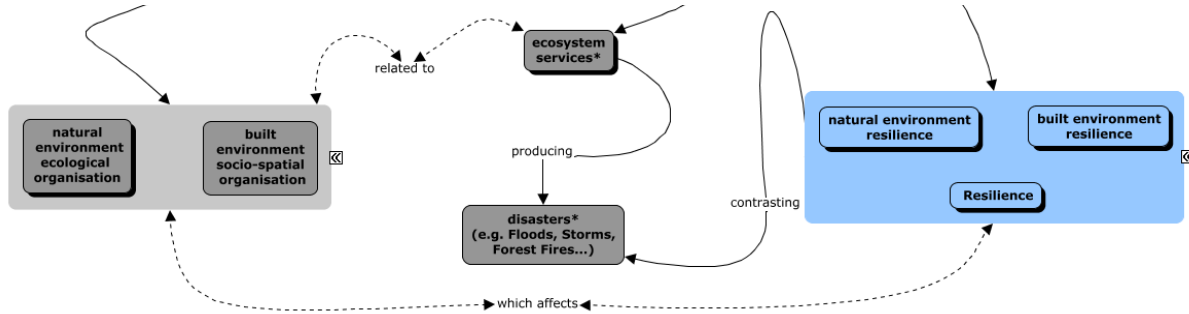 ecosystem
services*
related to
natural
environment
ecological
organisation
built
environment
socio-spatial
organisation
producing
natural environment
resilience
built environment
resilience
contrasting
Resilience
disasters*
(e.g. Floods, Storms,
Forest Fires...)
which affects